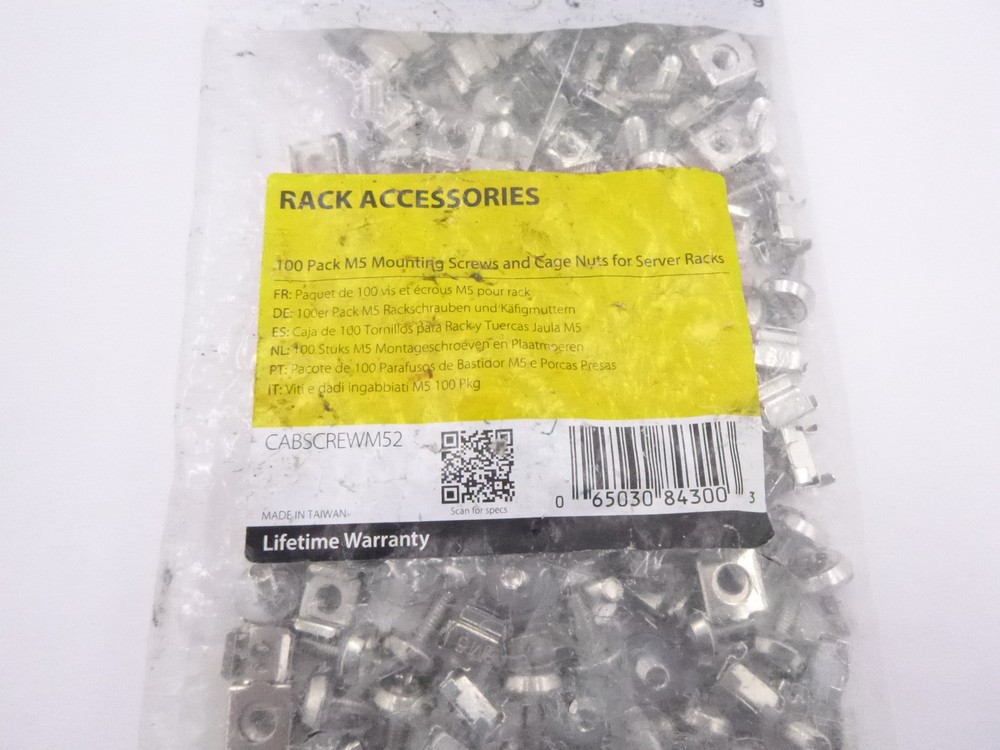 RACK ACCESSORIES
100 Pack M5 Mounting Screws and Cage Nuts for Server Racks
FR: Paquet de 100 vis et écrous M5 pour rack
DE: 100er Pack M5 Rackschrauben und Käfigmuttern
ES: Caja de 100 Tornillos para Rack y Tuercas Jaula M5
NL: 100 Stuks M5 Montageschroeven en Plaatmoeren
PT: Pacote de 100 Parafusos de Bastidor M5 e Porcas Presas
IT: Viti e dadi ingabbiati M5 100 Pkg
CABSCREWM52
0 65030 84300 3
Scan for specs
MADE IN TAIWAN
Lifetime Warranty